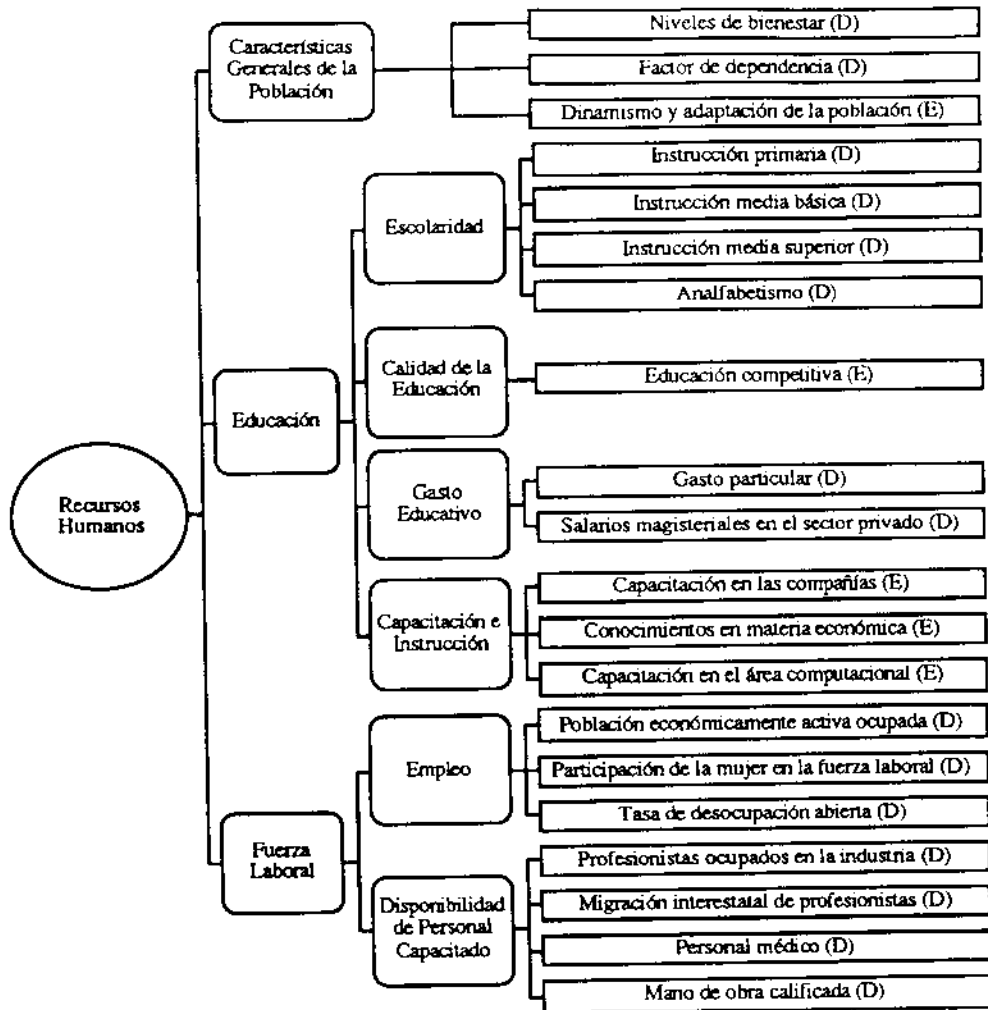 Características
Generales de la
Población
Niveles de bienestar (D)
Factor de dependencia (D)
Dinamismo y adaptación de la población (E)
Recursos
Humanos
Educación
Escolaridad
Instrucción primaria (D)
Instrucción media básica (D)
Instrucción media superior (D)
Analfabetismo (D)
Calidad de la
Educación
Educación competitiva (E)
Gasto
Educativo
Gasto particular (D)
Salarios magisteriales en el sector privado (D)
Capacitación e
Instrucción
Capacitación en las compañías (E)
Conocimientos en materia económica (E)
Capacitación en el área computacional (E)
Fuerza
Laboral
Empleo
Población económicamente activa ocupada (D)
Participación de la mujer en la fuerza laboral (D)
Tasa de desocupación abierta (D)
Disponibilidad
de Personal
Capacitado
Profesionistas ocupados en la industria (D)
Migración interestatal de profesionistas (D)
Personal médico (D)
Mano de obra calificada (D)